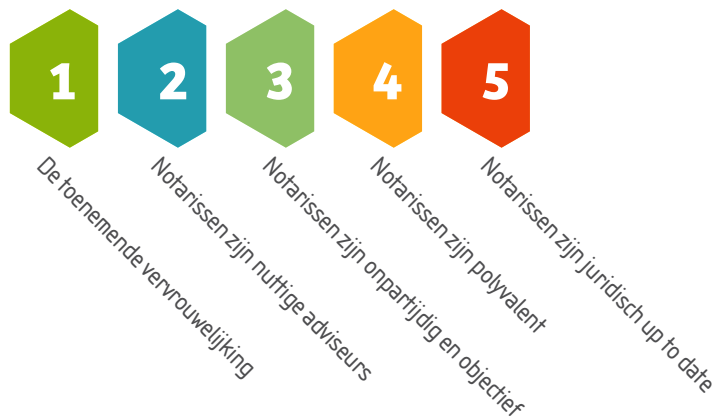 1
De toenemende vervrouwelijking
2
Notarissen zijn nuttige adviseurs
3
Notarissen zijn onpartijdig en objectief
4
Notarissen zijn polyvalent
5
Notarissen zijn juridisch up to date